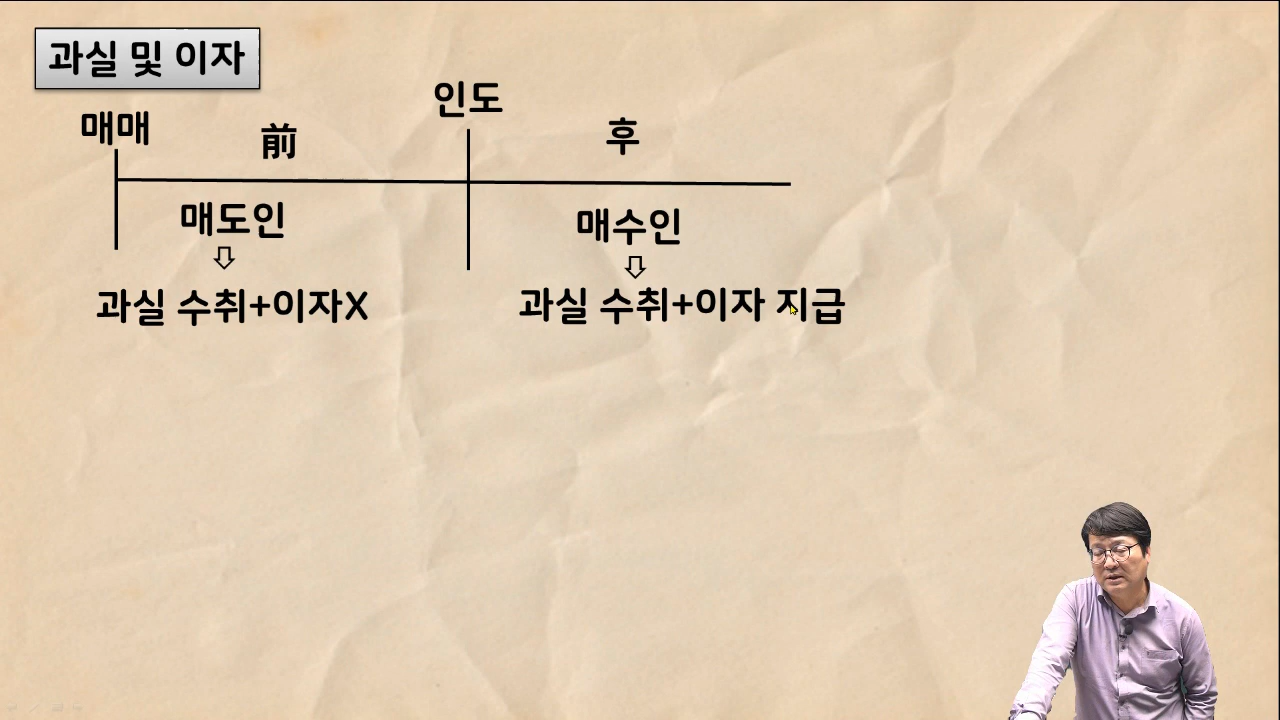 과실 및 이자
인도
매매 前 후
매도인 매수인
과실 수취+이자X 과실 수취+이자 지급